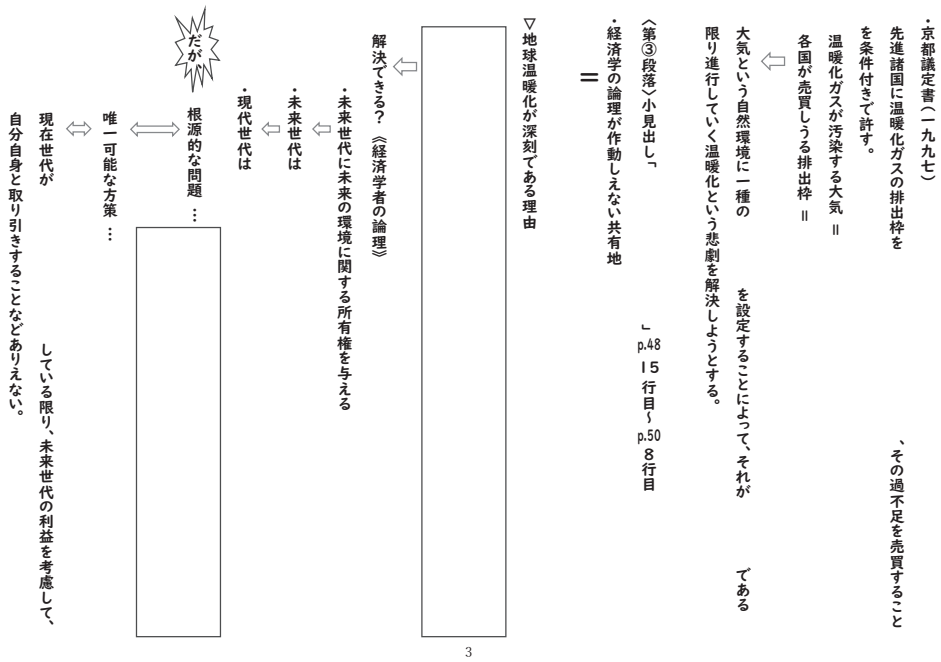 ・京都議定書(一九九七)
先進諸国に温暖化ガスの排出枠を 、その過不足を売買すること
を条件付きで許す。
温暖化ガスが汚染する大気 =
各国が売買しうる排出枠 =
大気という自然環境に一種の を設定することによって、それが である
限り進行していく温暖化という悲劇を解決しようとする。
〈第③段落〉小見出し「 」p.48 15行目~p.50 8行目
・経済学の論理が作動しえない共有地
=
▽地球温暖化が深刻である理由
解決できる?《経済学者の論理》
・未来世代に未来の環境に関する所有権を与える
・未来世代は
・現代世代は
だが、
根源的な問題…
唯一可能な方策…
現在世代が している限り、未来世代の利益を考慮して、
自分自身と取り引きすることなどありえない。
3